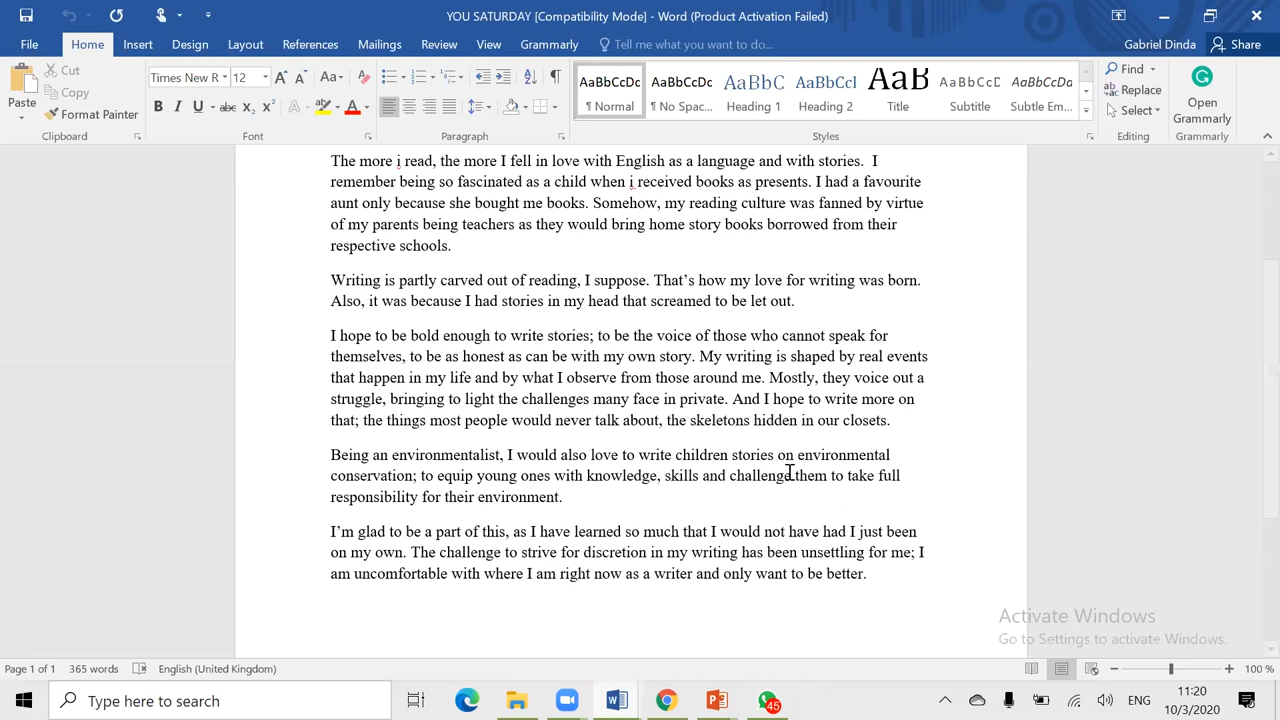 YOU SATURDAY [Compatibility Mode] - Word (Product Activation Failed)
File Home Insert Design Layout References Mailings Review View Grammarly Tell me what you want to do... Gabriel Dinda Share
Cut
Copy
Format Painter
Paste
Times New R 12
AaBbCcDc AaBbCcDc AaBbC AaBbCcI AaB AaBbCcD AaBbCcD
¶ Normal ¶ No Spac... Heading 1 Heading 2 Title Subtitle Subtle Em...
Find
Replace
Select
Open
Grammarly
Clipboard Font Paragraph Styles Editing Grammarly
The more i read, the more I fell in love with English as a language and with stories. I
remember being so fascinated as a child when i received books as presents. I had a favourite
aunt only because she bought me books. Somehow, my reading culture was fanned by virtue
of my parents being teachers as they would bring home story books borrowed from their
respective schools.
Writing is partly carved out of reading, I suppose. That’s how my love for writing was born.
Also, it was because I had stories in my head that screamed to be let out.
I hope to be bold enough to write stories; to be the voice of those who cannot speak for
themselves, to be as honest as can be with my own story. My writing is shaped by real events
that happen in my life and by what I observe from those around me. Mostly, they voice out a
struggle, bringing to light the challenges many face in private. And I hope to write more on
that; the things most people would never talk about, the skeletons hidden in our closets.
Being an environmentalist, I would also love to write children stories on environmental
conservation; to equip young ones with knowledge, skills and challenge them to take full
responsibility for their environment.
I’m glad to be a part of this, as I have learned so much that I would not have had I just been
on my own. The challenge to strive for discretion in my writing has been unsettling for me; I
am uncomfortable with where I am right now as a writer and only want to be better.
Activate Windows
Go to Settings to activate Windows.
Page 1 of 1 365 words English (United Kingdom) 100 %
Type here to search
45
ENG
11:20
10/3/2020